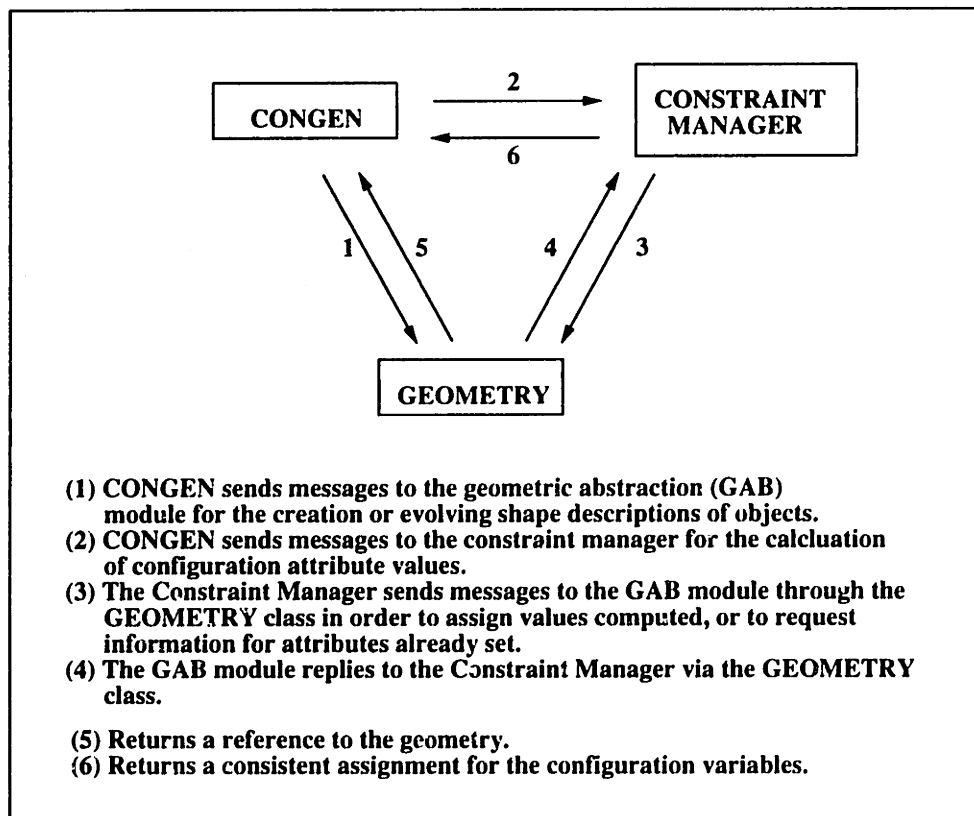 2
CONGEN
CONSTRAINT
MANAGER
6
1
5
4
3
GEOMETRY
(1) CONGEN sends messages to the geometric abstraction (GAB)
module for the creation or evolving shape descriptions of objects.
(2) CONGEN sends messages to the constraint manager for the calcluation
of configuration attribute values.
(3) The Constraint Manager sends messages to the GAB module through the
GEOMETRY class in order to assign values computed, or to request
information for attributes already set.
(4) The GAB module replies to the Constraint Manager via the GEOMETRY
class.
(5) Returns a reference to the geometry.
(6) Returns a consistent assignment for the configuration variables.